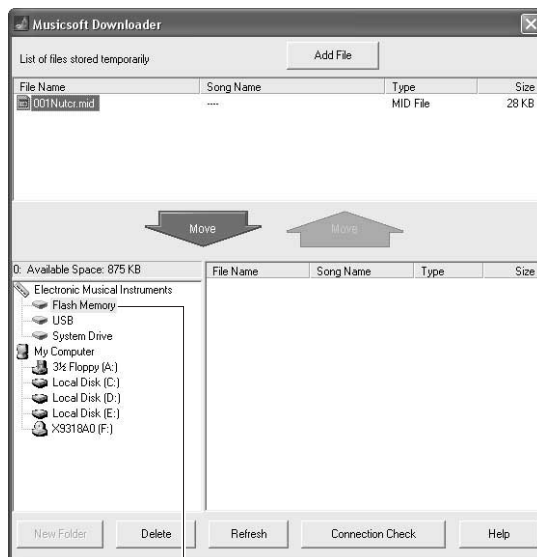 Musicsoft Downloader
List of files stored temporarily
Add File
File Name Song Name Type Size
001Nutcr.mid ---- MID File 28 KB
Move Move
0: Available Space: 875 KB
File Name Song Name Type Size
Electronic Musical Instruments
Flash Memory
USB
System Drive
My Computer
3½ Floppy (A:)
Local Disk (C:)
Local Disk (D:)
Local Disk (E:)
X9318A0 (F:)
New Folder Delete Refresh Connection Check Help